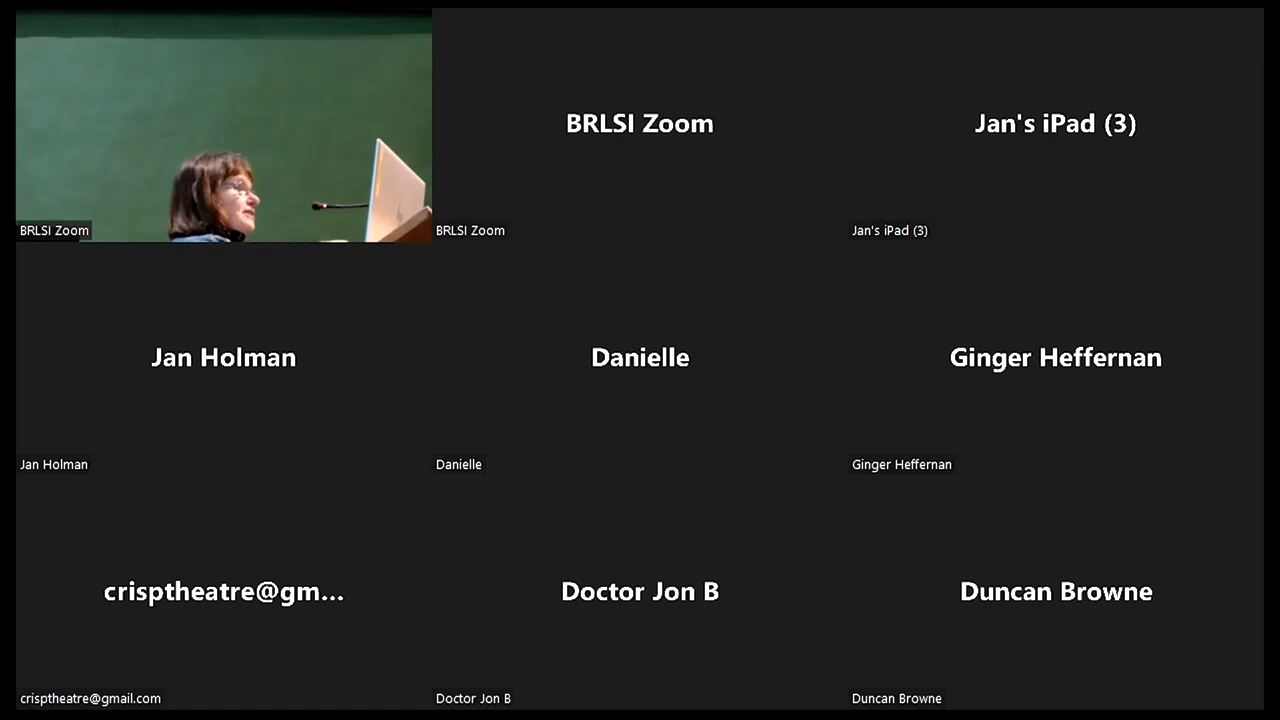 BRLSI Zoom
BRLSI Zoom
BRLSI Zoom
Jan's iPad (3)
Jan's iPad (3)
Jan Holman
Jan Holman
Danielle
Danielle
Ginger Heffernan
Ginger Heffernan
crisptheatre@gm...
crisptheatre@gmail.com
Doctor Jon B
Doctor Jon B
Duncan Browne
Duncan Browne